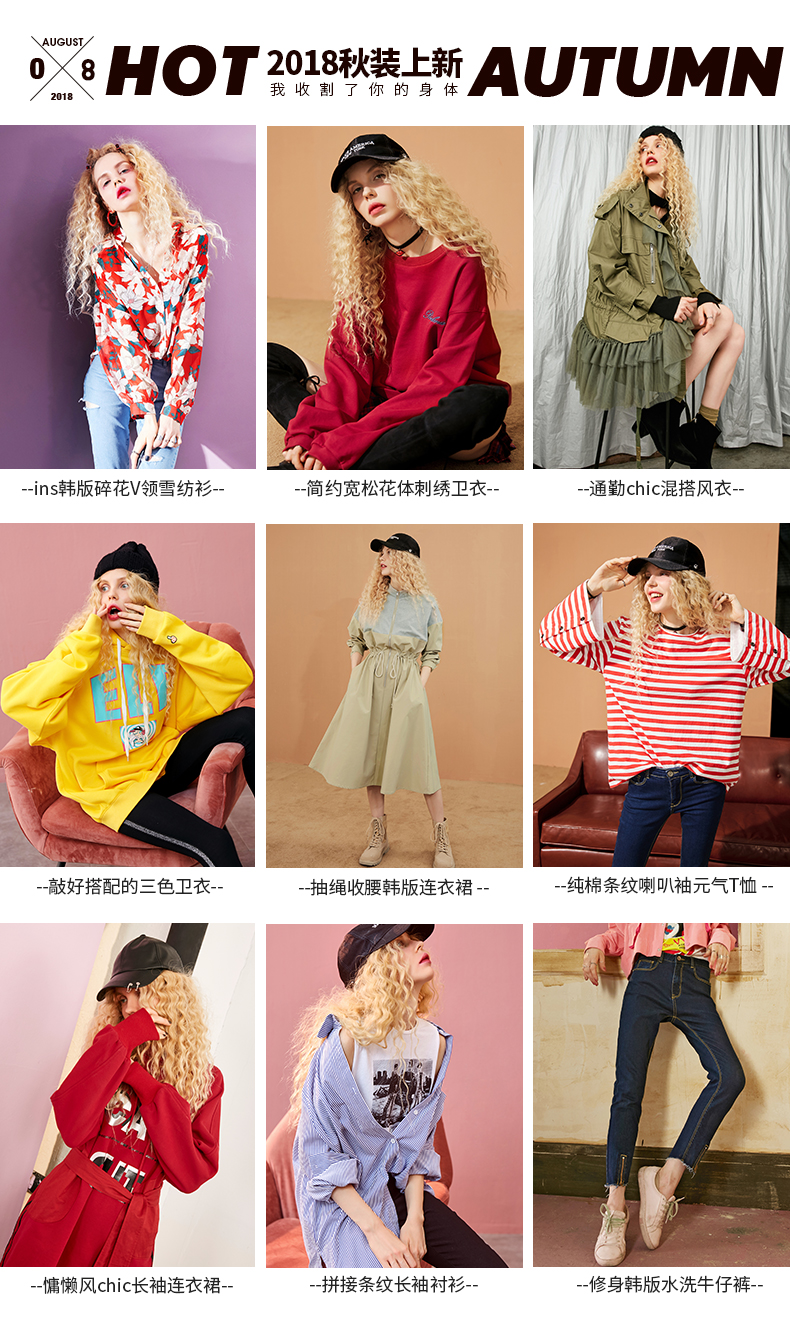 AUGUST
0 8
2018
HOT
2018秋装上新
我收割了你的身体
AUTUMN
--ins韩版碎花V领雪纺衫--
--简约宽松花体刺绣卫衣--
--通勤chic混搭风衣--
ELY
--敲好搭配的三色卫衣--
--抽绳收腰韩版连衣裙 --
--纯棉条纹喇叭袖元气T恤 --
C.T
--慵懒风chic长袖连衣裙--
--拼接条纹长袖衬衫--
--修身韩版水洗牛仔裤--